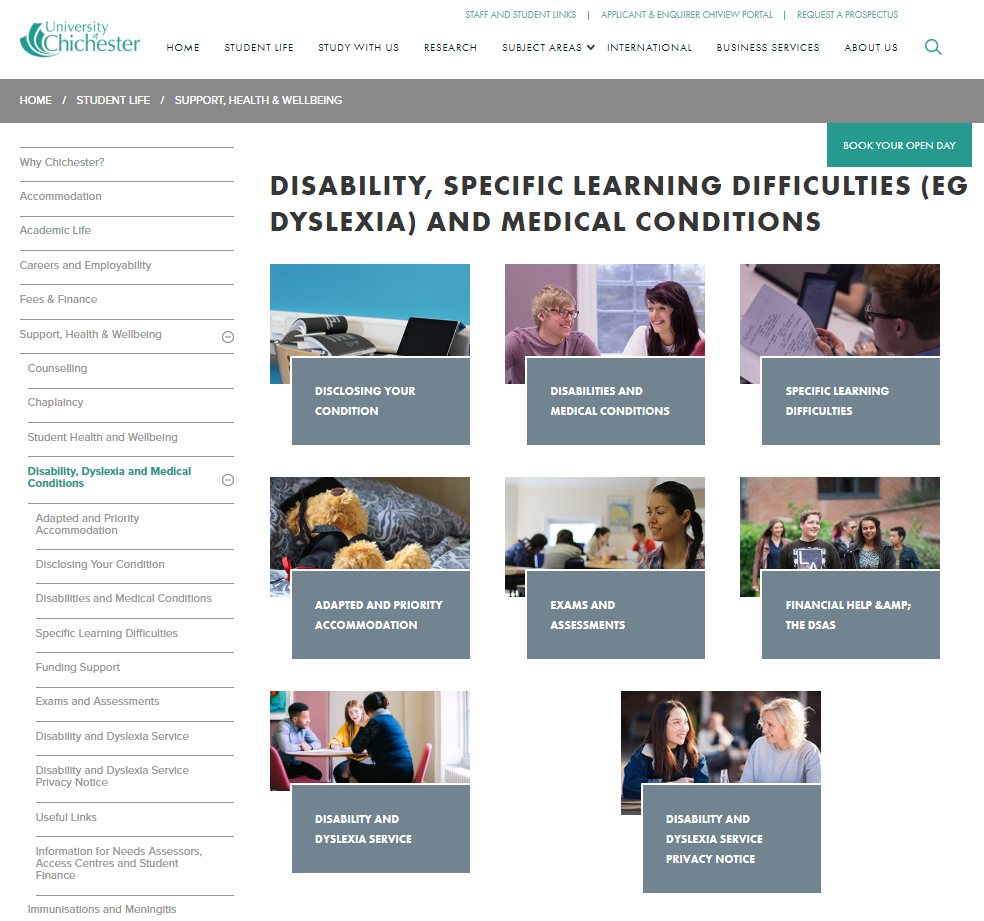 STAFF AND STUDENT LINKS | APPLICANT & ENQUIRER CHIVIEW PORTAL | REQUEST A PROSPECTUS
University
of
Chichester
HOME STUDENT LIFE STUDY WITH US RESEARCH SUBJECT AREAS INTERNATIONAL BUSINESS SERVICES ABOUT US
HOME / STUDENT LIFE / SUPPORT, HEALTH & WELLBEING
BOOK YOUR OPEN DAY
Why Chichester?
Accommodation
Academic Life
Careers and Employability
Fees & Finance
Support, Health & Wellbeing
Counselling
Chaplaincy
Student Health and Wellbeing
Disability, Dyslexia and Medical
Conditions
Adapted and Priority
Accommodation
Disclosing Your Condition
Disabilities and Medical Conditions
Specific Learning Difficulties
Funding Support
Exams and Assessments
Disability and Dyslexia Service
Disability and Dyslexia Service
Privacy Notice
Useful Links
Information for Needs Assessors,
Access Centres and Student
Finance
Immunisations and Meningitis
DISABILITY, SPECIFIC LEARNING DIFFICULTIES (EG
DYSLEXIA) AND MEDICAL CONDITIONS
DISCLOSING YOUR
CONDITION
DISABILITIES AND
MEDICAL CONDITIONS
SPECIFIC LEARNING
DIFFICULTIES
ADAPTED AND PRIORITY
ACCOMMODATION
EXAMS AND
ASSESSMENTS
FINANCIAL HELP &AMP;
THE DSAS
DISABILITY AND
DYSLEXIA SERVICE
DISABILITY AND
DYSLEXIA SERVICE
PRIVACY NOTICE